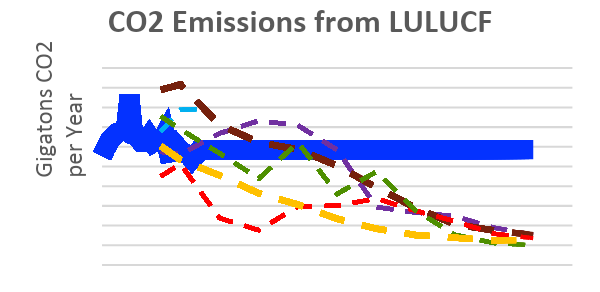 CO2 Emissions from LULUCF
Gigatons CO2
per Year